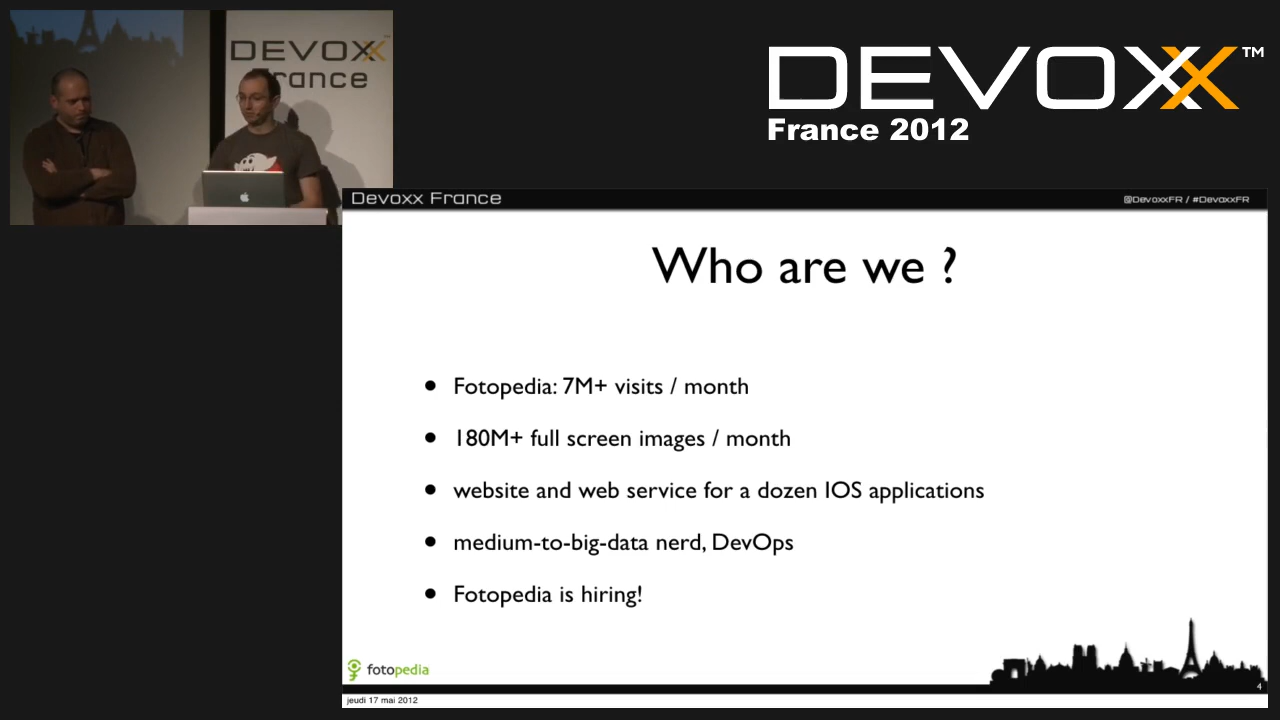 DEVOXX™
France
DEVOXX™
France 2012
Devoxx France
@DevoxxFR / #DevoxxFR
Who are we ?
• Fotopedia: 7M+ visits / month
• 180M+ full screen images / month
• website and web service for a dozen IOS applications
• medium-to-big-data nerd, DevOps
• Fotopedia is hiring!
fotopedia
4
jeudi 17 mai 2012